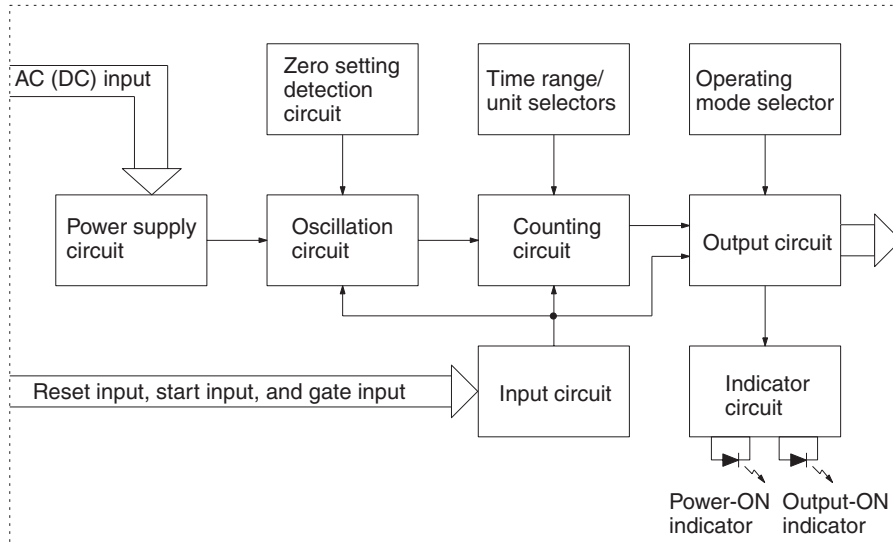 AC (DC) input
Zero setting
detection
circuit
Time range/
unit selectors
Operating
mode selector
Power supply
circuit
Oscillation
circuit
Counting
circuit
Output circuit
Reset input, start input, and gate input
Input circuit
Indicator
circuit
Power-ON
indicator
Output-ON
indicator